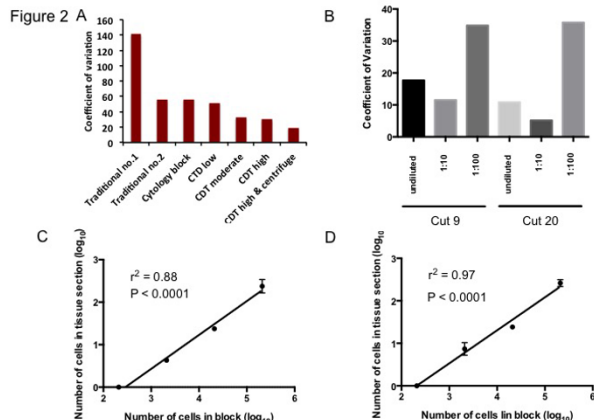 Figure 2
A
Coefficient of variation
160
140
120
100
80
60
40
20
0
Traditional no.1
Traditional no.2
Cytology block
CTD low
CDT moderate
CDT high
CDT high & centrifuge
B
Ceofficient of Variation
40
30
20
10
0
undiluted
1:10
1:100
undiluted
1:10
1:100
Cut 9
Cut 20
C
Number of cells in tissue section (log10)
3
2
1
0
r2 = 0.88
P < 0.0001
2
3
4
5
6
Number of cells in block (log10)
D
Number of cells in tissue section (log10
3
2
1
0
r2 = 0.97
P < 0.0001
2
3
4
5
6
Number of cells lin block (log10)